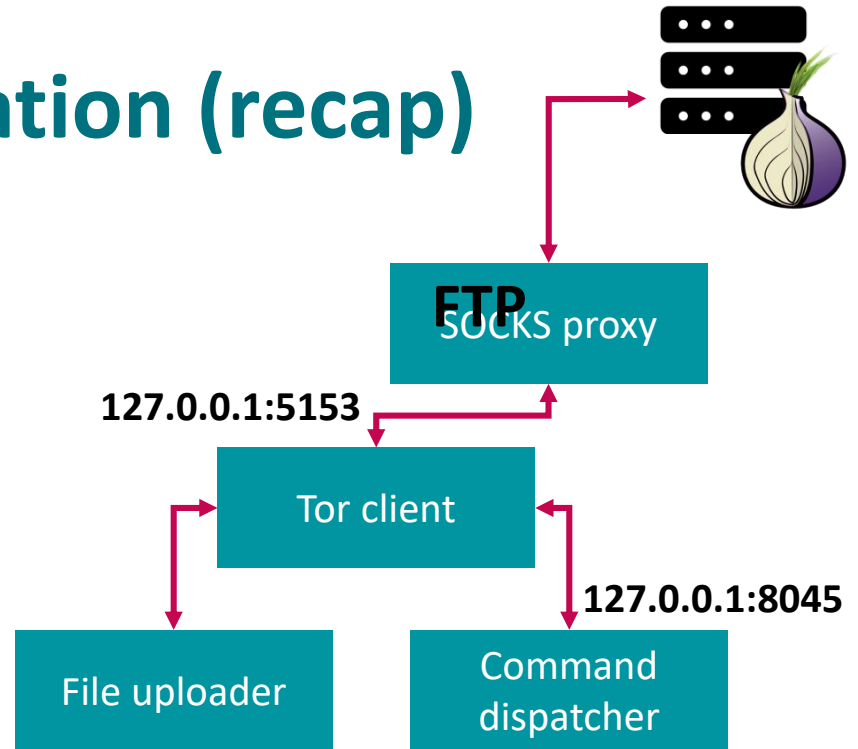 ation (recap)
FTP
SOCKS proxy
127.0.0.1:5153
Tor client
127.0.0.1:8045
File uploader
Command
dispatcher